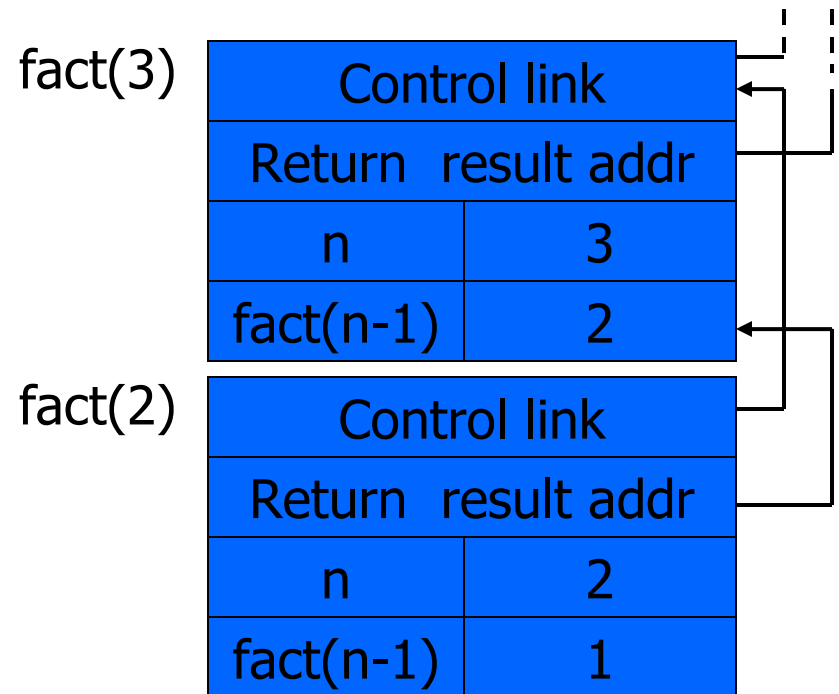 fact(3)
Control link
Return result addr
n 3
fact(n-1) 2
fact(2)
Control link
Return result addr
n 2
fact(n-1) 1